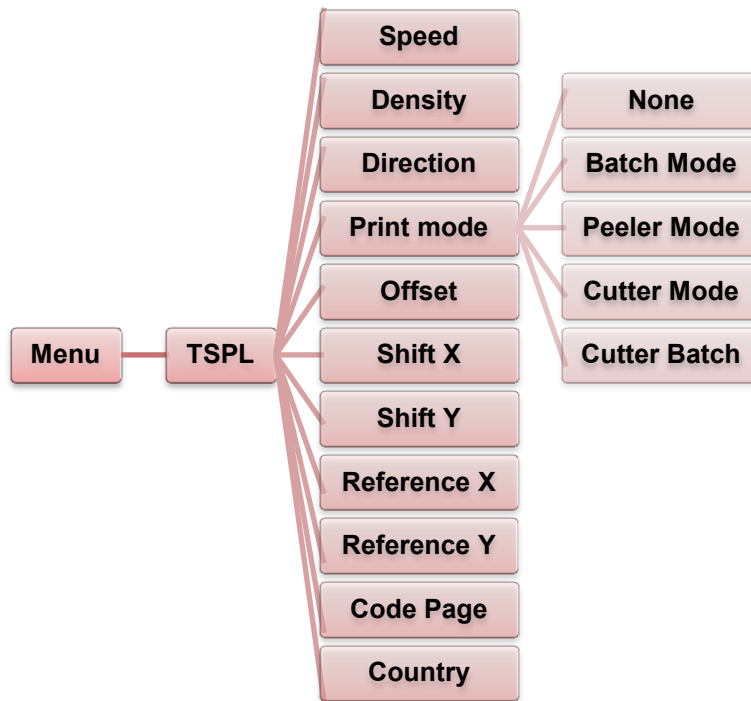 Menu
TSPL
Speed
Density
Direction
Print mode
Offset
Shift X
Shift Y
Reference X
Reference Y
Code Page
Country
None
Batch Mode
Peeler Mode
Cutter Mode
Cutter Batch